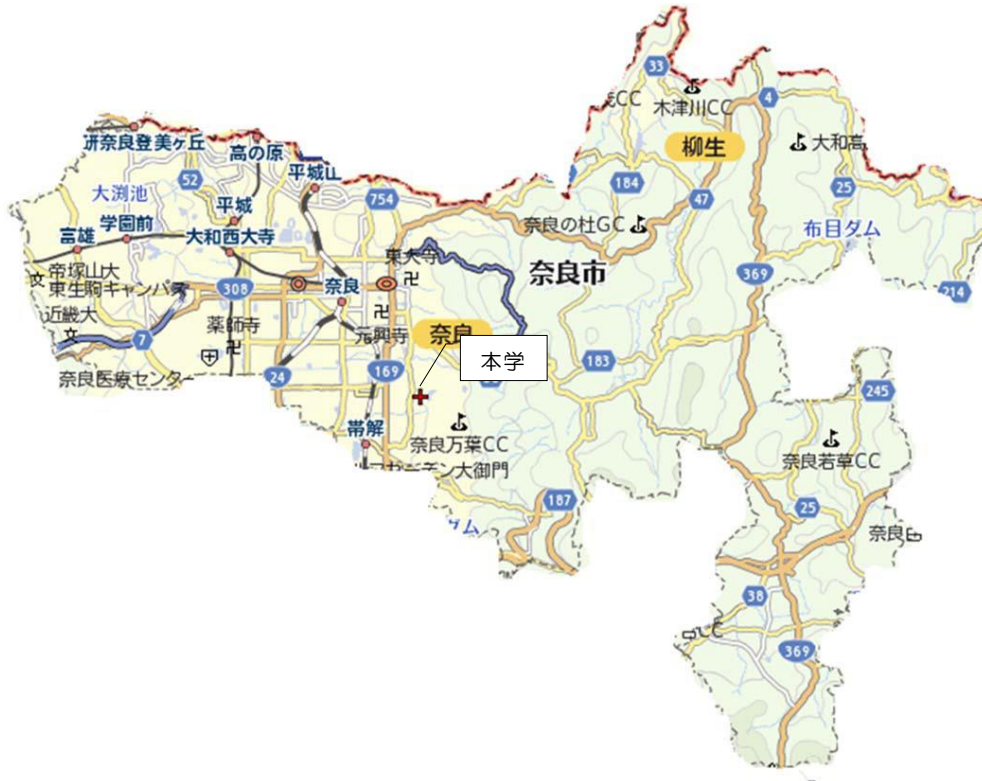 33
木津川CC
4
柳生
大和高
研奈良登美ヶ丘
高の原
平城山
52
大渕池
754
184
47
25
平城
学園前
富雄
大和西大寺
奈良の杜GC
布目ダム
東大寺
奈良市
369
214
帝塚山大
東生駒キャンパス
308
奈良
近畿大
薬師寺
元興寺
奈良
7
本学
奈良医療センター
24
169
183
245
帯解
奈良万葉CC
奈良若草CC
大御門
187
25
ダム
38
CC
369